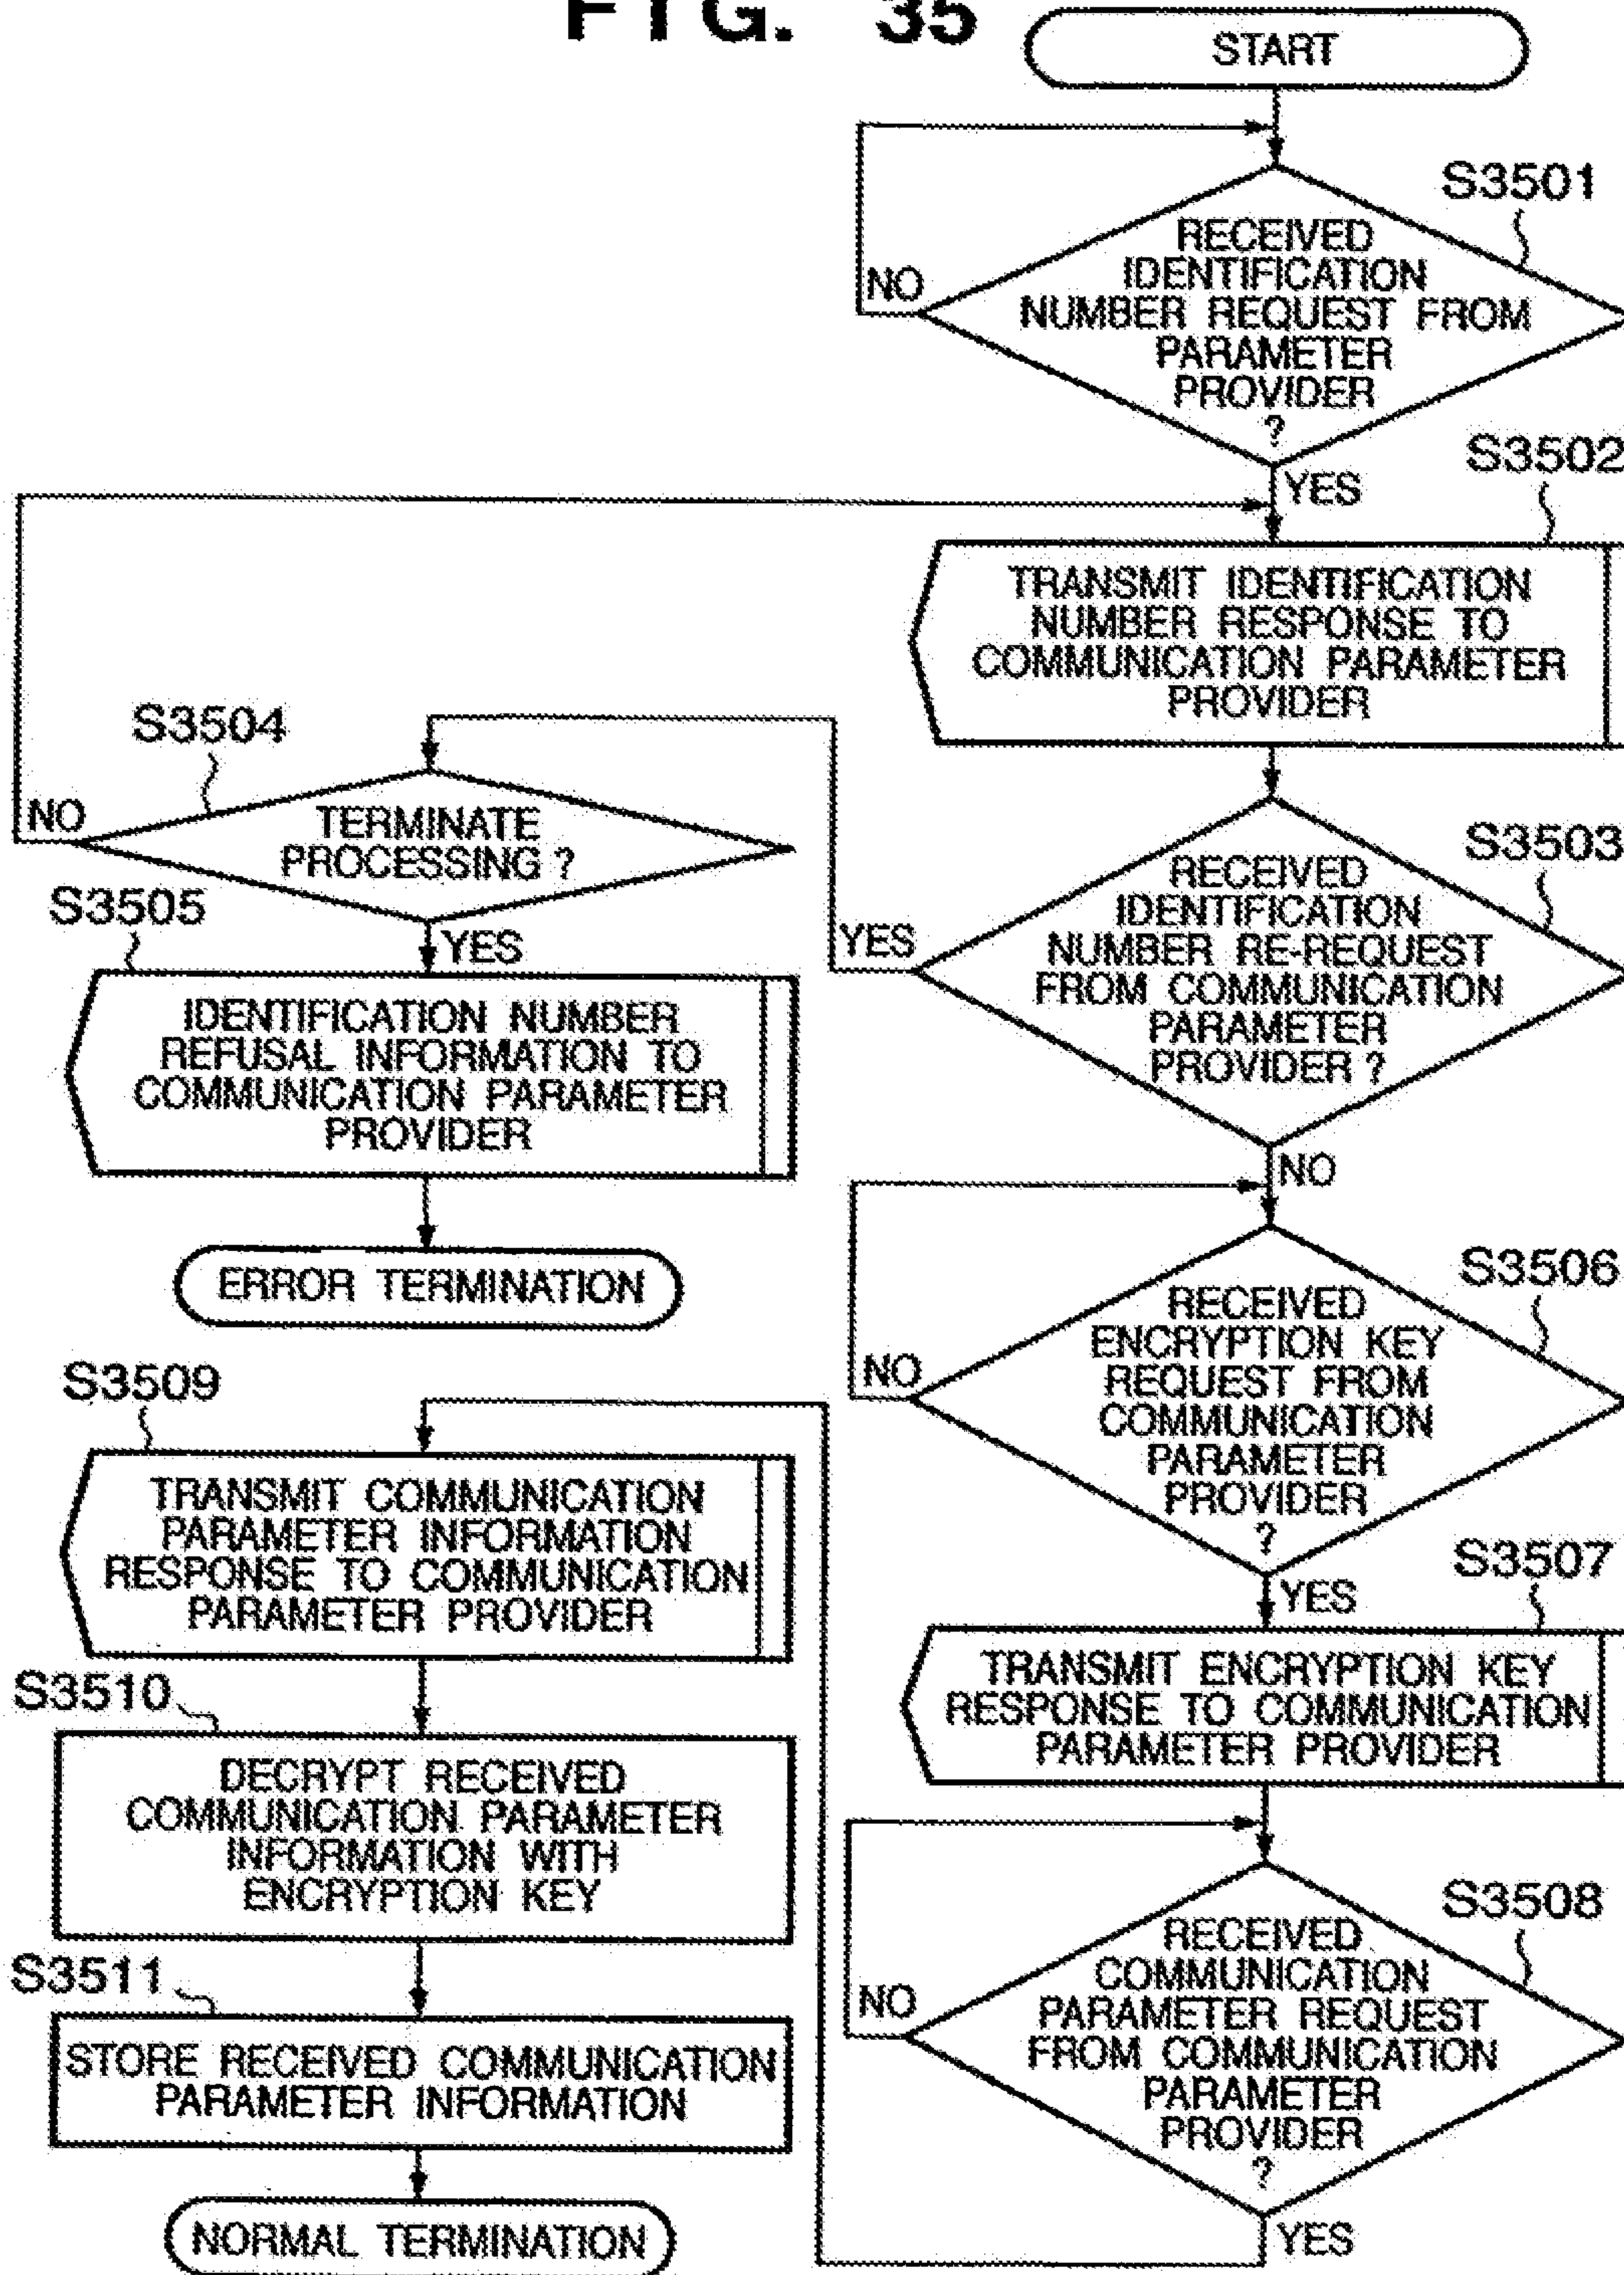 FIG. 35
START
S3501
RECEIVED
IDENTIFICATION
NUMBER REQUEST FROM
PARAMETER
PROVIDER
?
NO
YES
S3502
TRANSMIT IDENTIFICATION
NUMBER RESPONSE TO
COMMUNICATION PARAMETER
PROVIDER
S3503
RECEIVED
IDENTIFICATION
NUMBER RE-REQUEST
FROM COMMUNICATION
PARAMETER
PROVIDER ?
YES
NO
S3504
TERMINATE
PROCESSING ?
NO
YES
S3505
IDENTIFICATION NUMBER
REFUSAL INFORMATION TO
COMMUNICATION PARAMETER
PROVIDER
ERROR TERMINATION
S3506
RECEIVED
ENCRYPTION KEY
REQUEST FROM
COMMUNICATION
PARAMETER
PROVIDER
?
NO
YES
S3507
TRANSMIT ENCRYPTION KEY
RESPONSE TO COMMUNICATION
PARAMETER PROVIDER
S3508
RECEIVED
COMMUNICATION
PARAMETER REQUEST
FROM COMMUNICATION
PARAMETER
PROVIDER
?
NO
YES
S3509
TRANSMIT COMMUNICATION
PARAMETER INFORMATION
RESPONSE TO COMMUNICATION
PARAMETER PROVIDER
S3510
DECRYPT RECEIVED
COMMUNICATION PARAMETER
INFORMATION WITH
ENCRYPTION KEY
S3511
STORE RECEIVED COMMUNICATION
PARAMETER INFORMATION
NORMAL TERMINATION